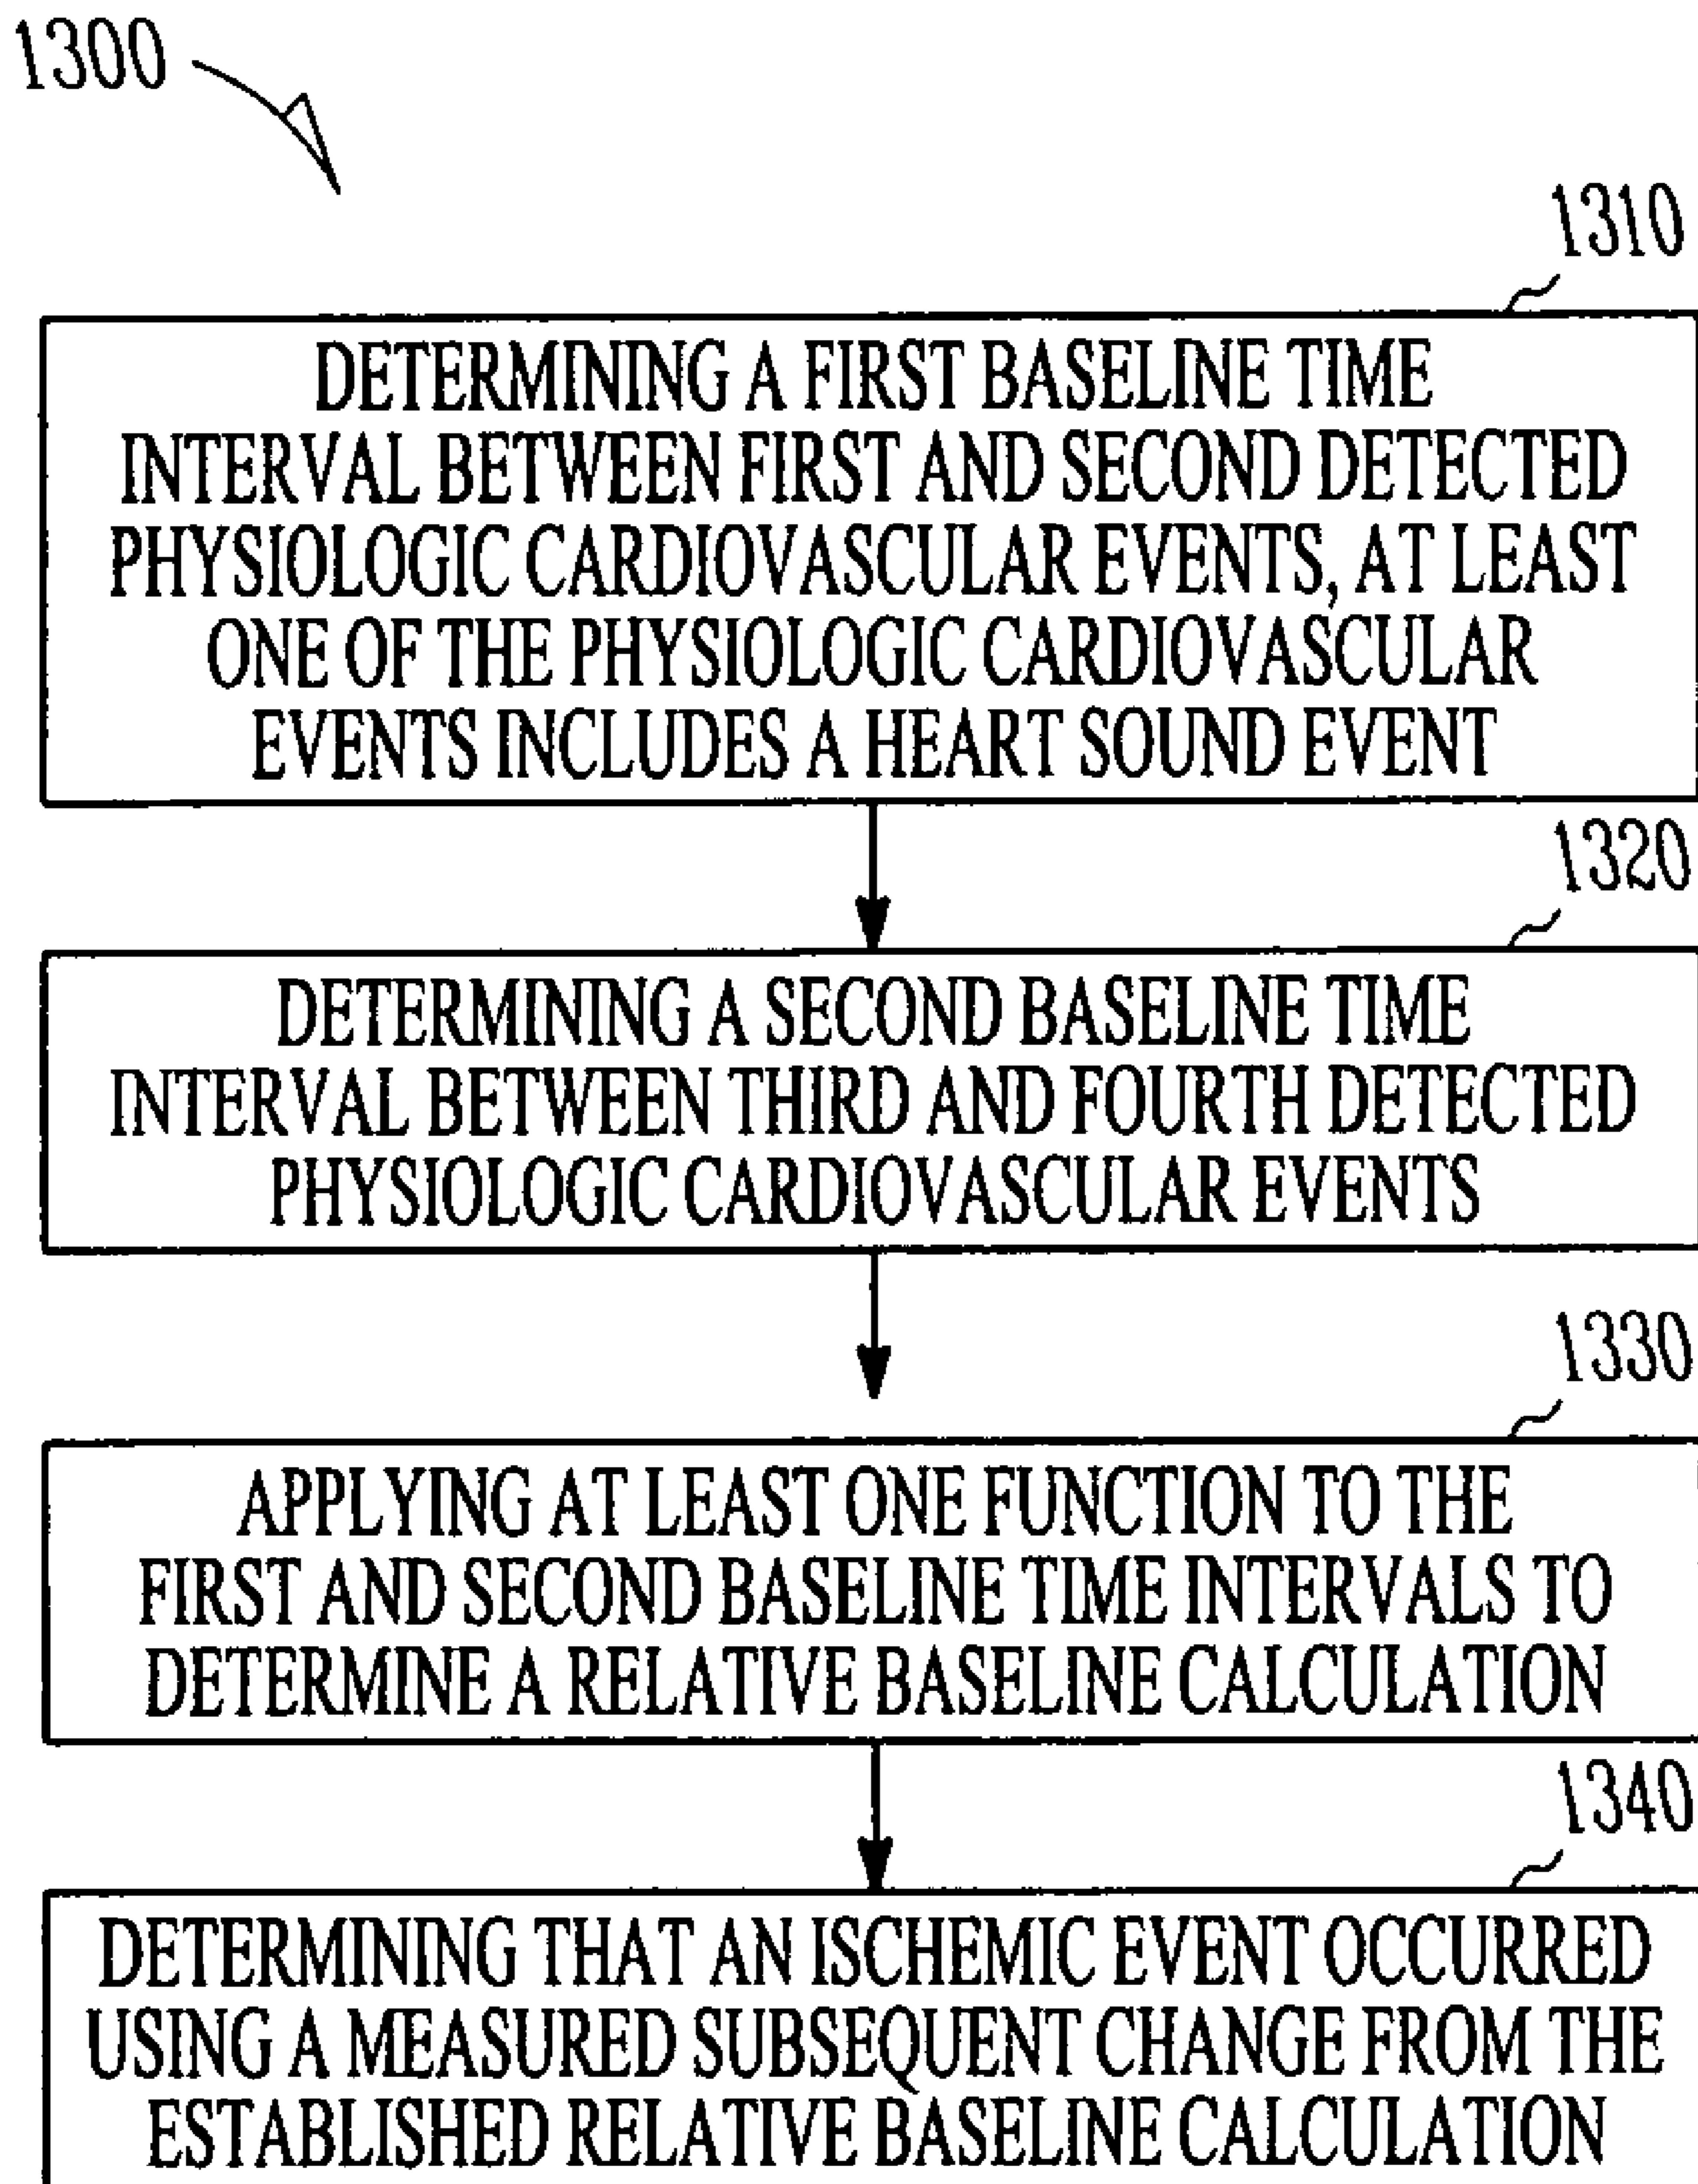 1300
1310
DETERMINING A FIRST BASELINE TIME
INTERVAL BETWEEN FIRST AND SECOND DETECTED
PHYSIOLOGIC CARDIOVASCULAR EVENTS, AT LEAST
ONE OF THE PHYSIOLOGIC CARDIOVASCULAR
EVENTS INCLUDES A HEART SOUND EVENT
1320
DETERMINING A SECOND BASELINE TIME
INTERVAL BETWEEN THIRD AND FOURTH DETECTED
PHYSIOLOGIC CARDIOVASCULAR EVENTS
1330
APPLYING AT LEAST ONE FUNCTION TO THE
FIRST AND SECOND BASELINE TIME INTERVALS TO
DETERMINE A RELATIVE BASELINE CALCULATION
1340
DETERMINING THAT AN ISCHEMIC EVENT OCCURRED
USING A MEASURED SUBSEQUENT CHANGE FROM THE
ESTABLISHED RELATIVE BASELINE CALCULATION